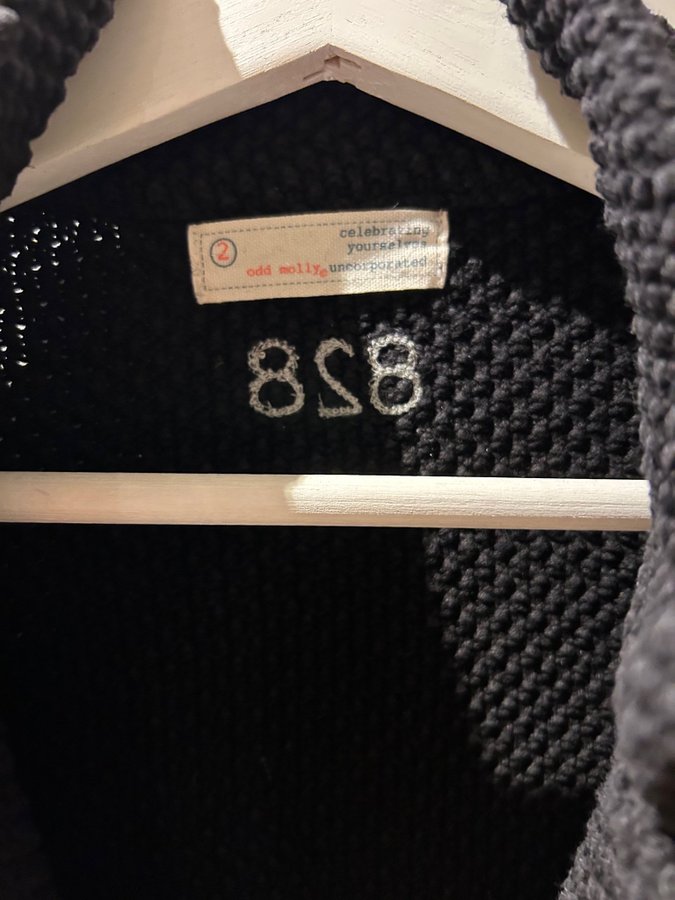 2
celebrating
yourselves
odd molly uncorporated
828